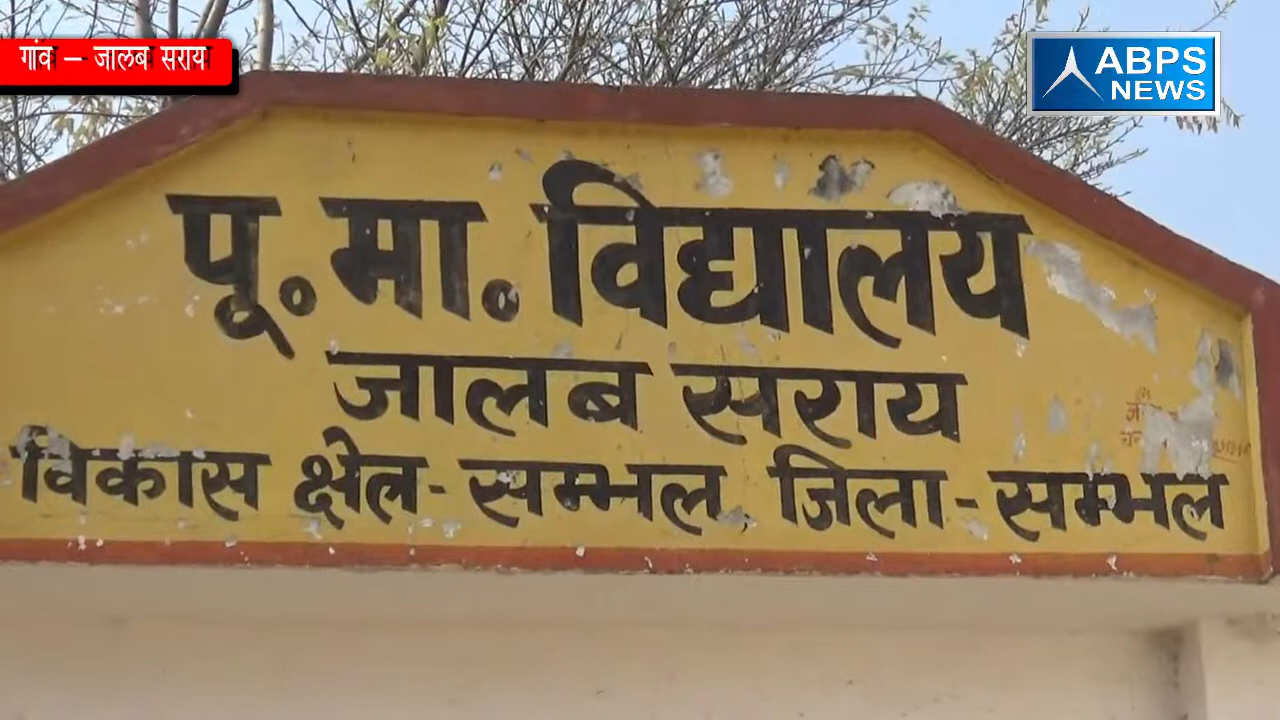 गांव – जालब सराय
ABPS
NEWS
पू.मा.विद्यालय
जालब सराय
विकास क्षेत्र-सम्भल, जिला-सम्भल